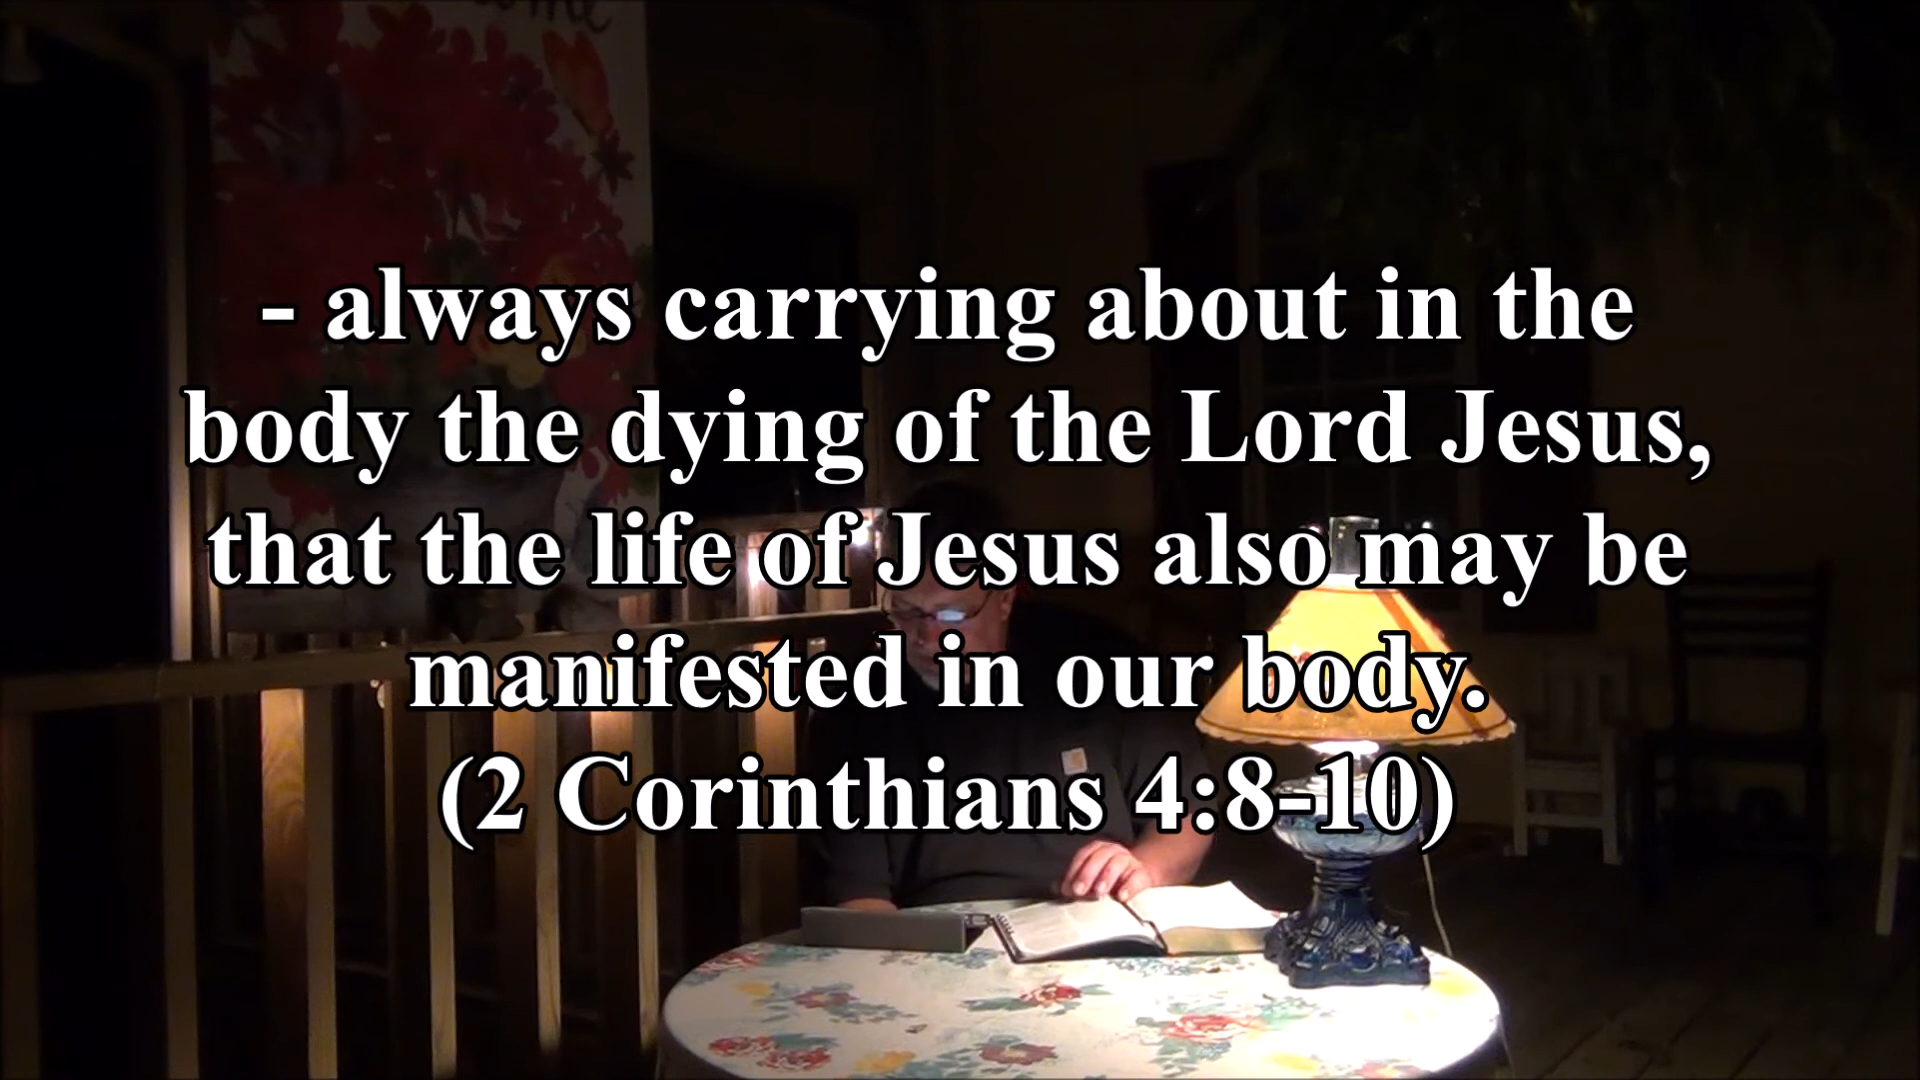 - always carrying about in the
body the dying of the Lord Jesus,
that the life of Jesus also may be
manifested in our body.
(2 Corinthians 4:8-10)